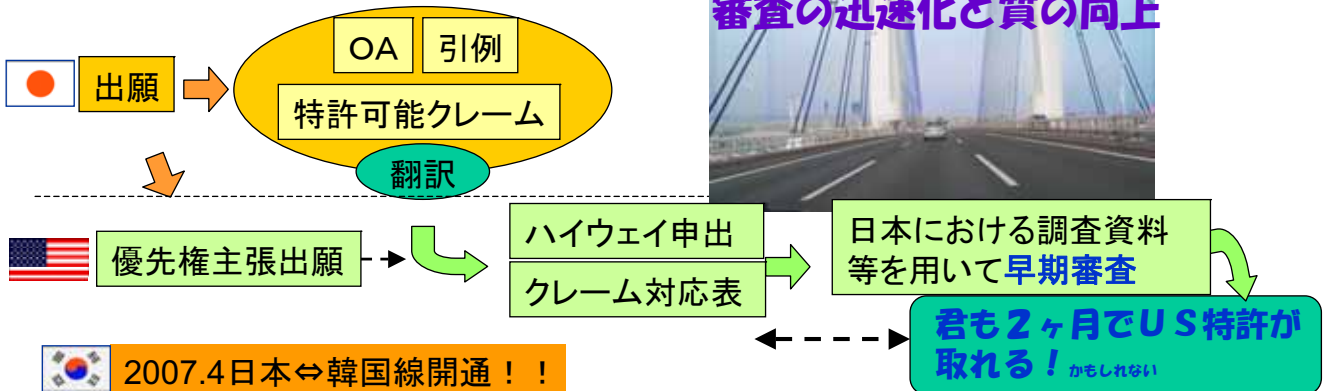 審査の迅速化と質の向上
OA
引例
出願
特許可能クレーム
翻訳
優先権主張出願
ハイウェイ申出
クレーム対応表
日本における調査資料
等を用いて早期審査
君も2ヶ月でUS特許が
取れる!かもしれない
2007.4日本⇔韓国線開通!!